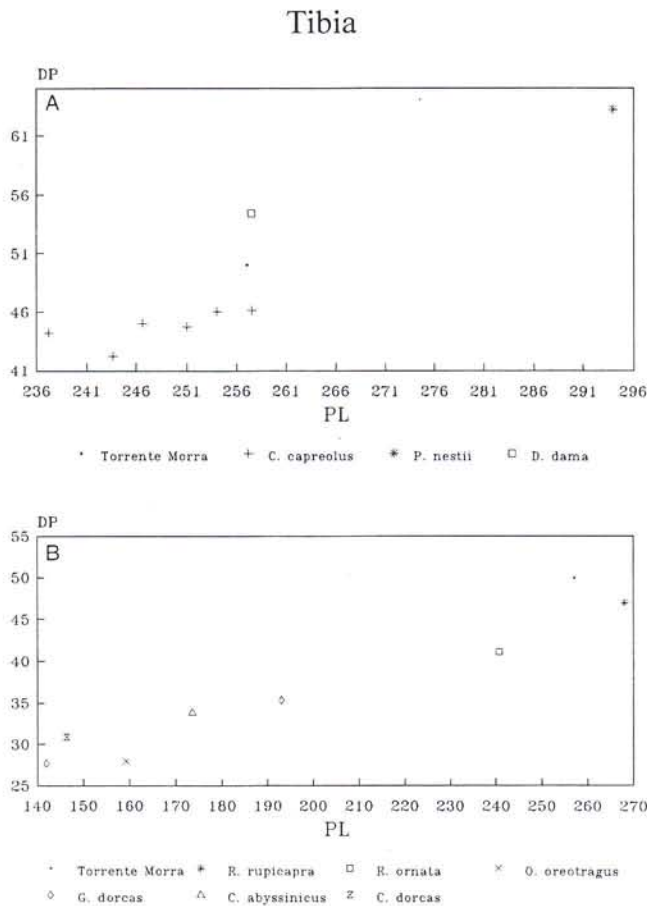 Tibia
DP
A
61
56
51
46
41
236 241 246 251 256 261 266 271 276 281 286 291 296
PL
Torrente Morra C. capreolus P. nestii D. dama
DP
B
55
50
45
40
35
30
25
140 150 160 170 180 190 200 210 220 230 240 250 260 270
PL
Torrente Morra R. rupicapra R. ornata O. oreotragus
G. dorcas C. abyssinicus C. dorcas